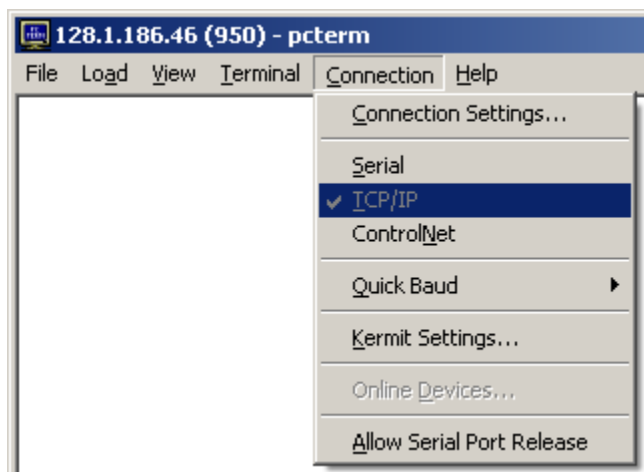 128.1.186.46 (950) - pcterm
File Load View Terminal Connection Help
Connection Settings...
Serial
TCP/IP
ControlNet
Quick Baud
Kermit Settings...
Online Devices...
Allow Serial Port Release